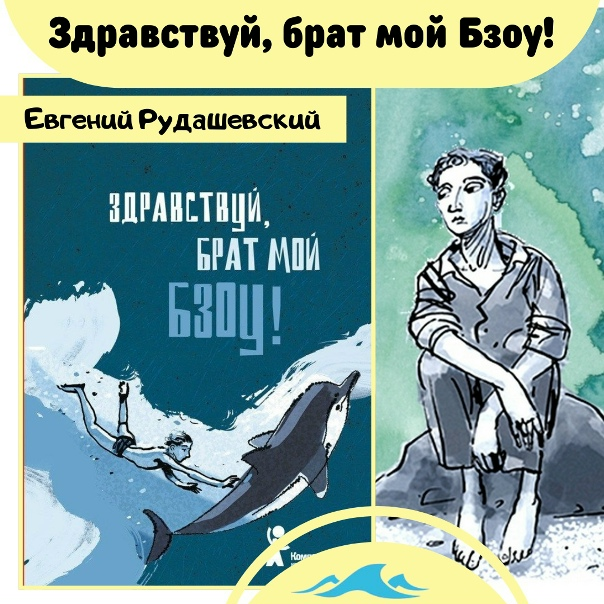 Здравствуй, брат мой Бзоу!
Евгений Рудашевский
ЗДРАВСТВУЙ,
БРАТ МОЙ
БЗОУ!